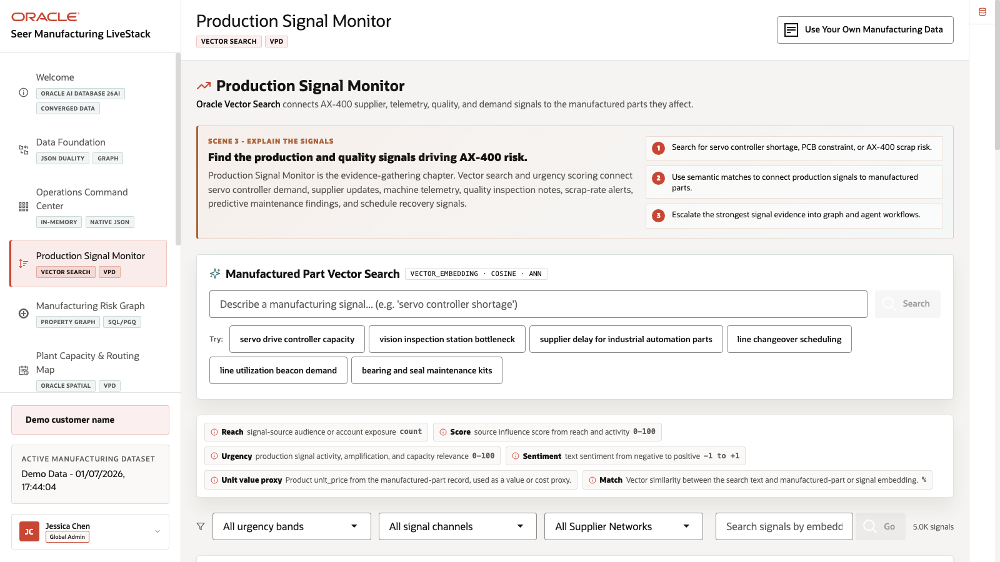 ORACLE
Seer Manufacturing LiveStack
Welcome
ORACLE AI DATABASE 26AI
CONVERGED DATA
Data Foundation
JSON DUALITY GRAPH
Operations Command
Center
IN-MEMORY NATIVE JSON
Production Signal Monitor
VECTOR SEARCH VPD
Manufacturing Risk Graph
PROPERTY GRAPH SQL/PGQ
Plant Capacity & Routing
Map
ORACLE SPATIAL VPD
Demo customer name
ACTIVE MANUFACTURING DATASET
Demo Data - 01/07/2026,
17:44:04
JC
Jessica Chen
Global Admin
Production Signal Monitor
VECTOR SEARCH VPD
Use Your Own Manufacturing Data
Production Signal Monitor
Oracle Vector Search connects AX-400 supplier, telemetry, quality, and demand signals to the manufactured parts they affect.
SCENE 3 - EXPLAIN THE SIGNALS
Find the production and quality signals driving AX-400 risk.
Production Signal Monitor is the evidence-gathering chapter. Vector search and urgency scoring connect
servo controller demand, supplier updates, machine telemetry, quality inspection notes, scrap-rate alerts,
predictive maintenance findings, and schedule recovery signals.
1 Search for servo controller shortage, PCB constraint, or AX-400 scrap risk.
2 Use semantic matches to connect production signals to manufactured
parts.
3 Escalate the strongest signal evidence into graph and agent workflows.
Manufactured Part Vector Search VECTOR_EMBEDDING · COSINE · ANN
Describe a manufacturing signal... (e.g. 'servo controller shortage')
Search
Try: servo drive controller capacity vision inspection station bottleneck supplier delay for industrial automation parts line changeover scheduling
line utilization beacon demand bearing and seal maintenance kits
Reach signal-source audience or account exposure count Score source influence score from reach and activity 0–100
Urgency production signal activity, amplification, and capacity relevance 0–100 Sentiment text sentiment from negative to positive −1 to +1
Unit value proxy Product unit_price from the manufactured-part record, used as a value or cost proxy. Match Vector similarity between the search text and manufactured-part or signal embedding. %
All urgency bands All signal channels All Supplier Networks Search signals by embedd Go 5.0K signals